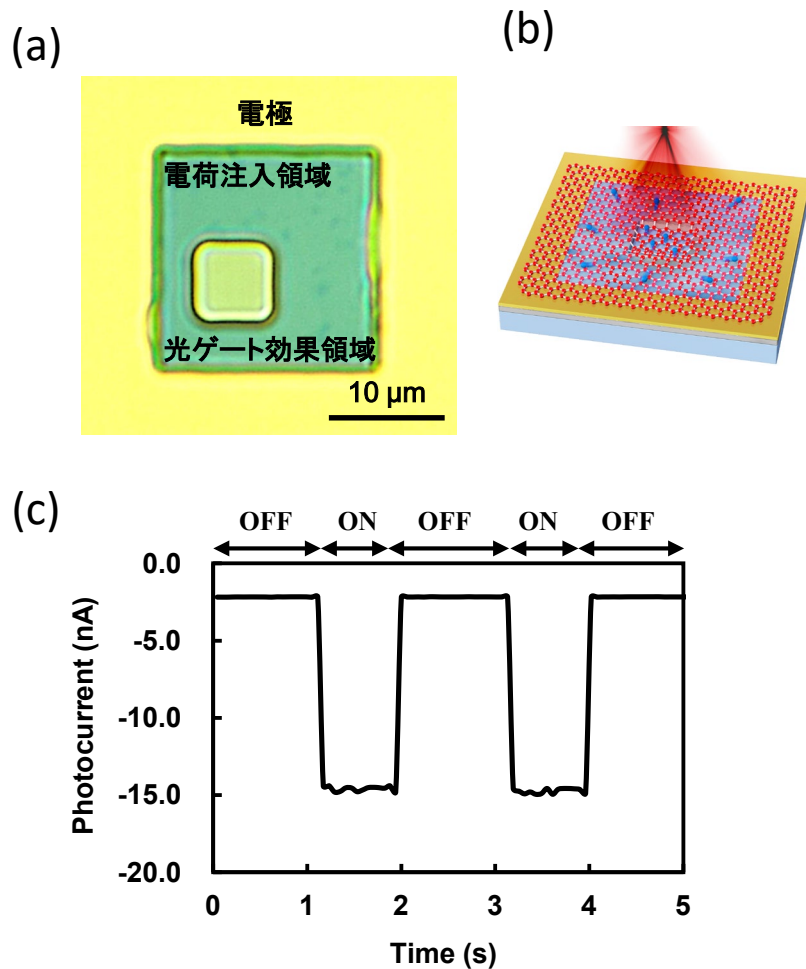 (a)
電極
電荷注入領域
光ゲート効果領域
10 µm
(b)
(c)
OFF ON OFF ON OFF
0.0
-5.0
-10.0
-15.0
-20.0
Photocurrent (nA)
0 1 2 3 4 5
Time (s)